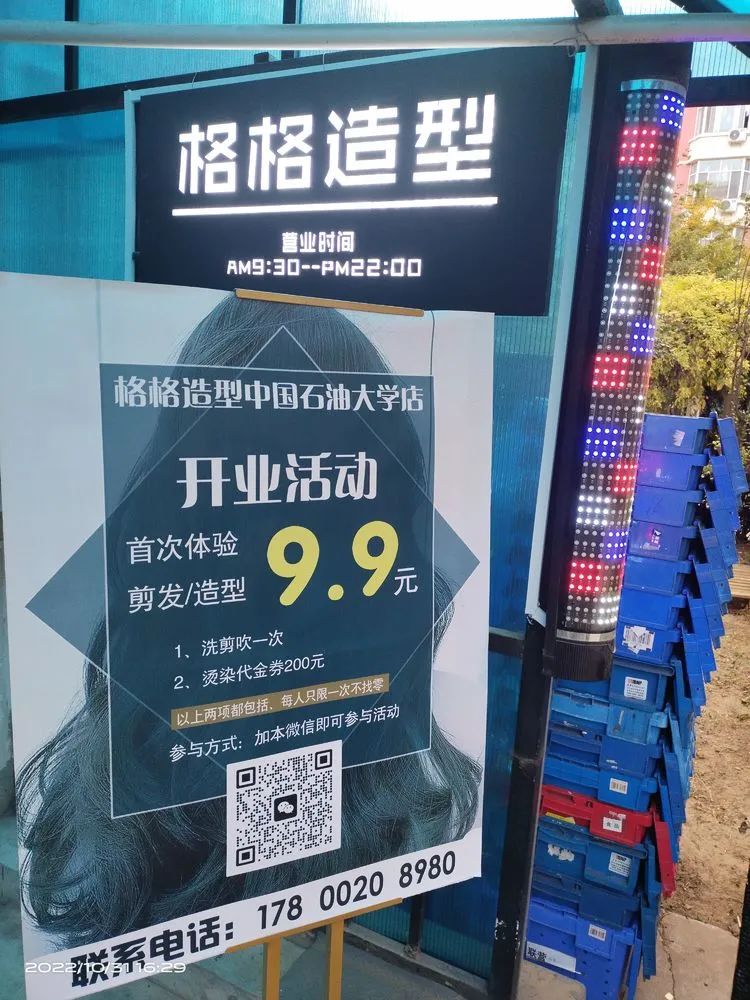 格格造型
营业时间
AM9:30--PM22:00
格格造型中国石油大学店
开业活动
首次体验
剪发/造型
9.9元
1、洗剪吹一次
2、烫染代金券200元
以上两项都包括、每人只限一次不找零
参与方式：加本微信即可参与活动
联系电话：178 0020 8980
2022/10/31 16:29